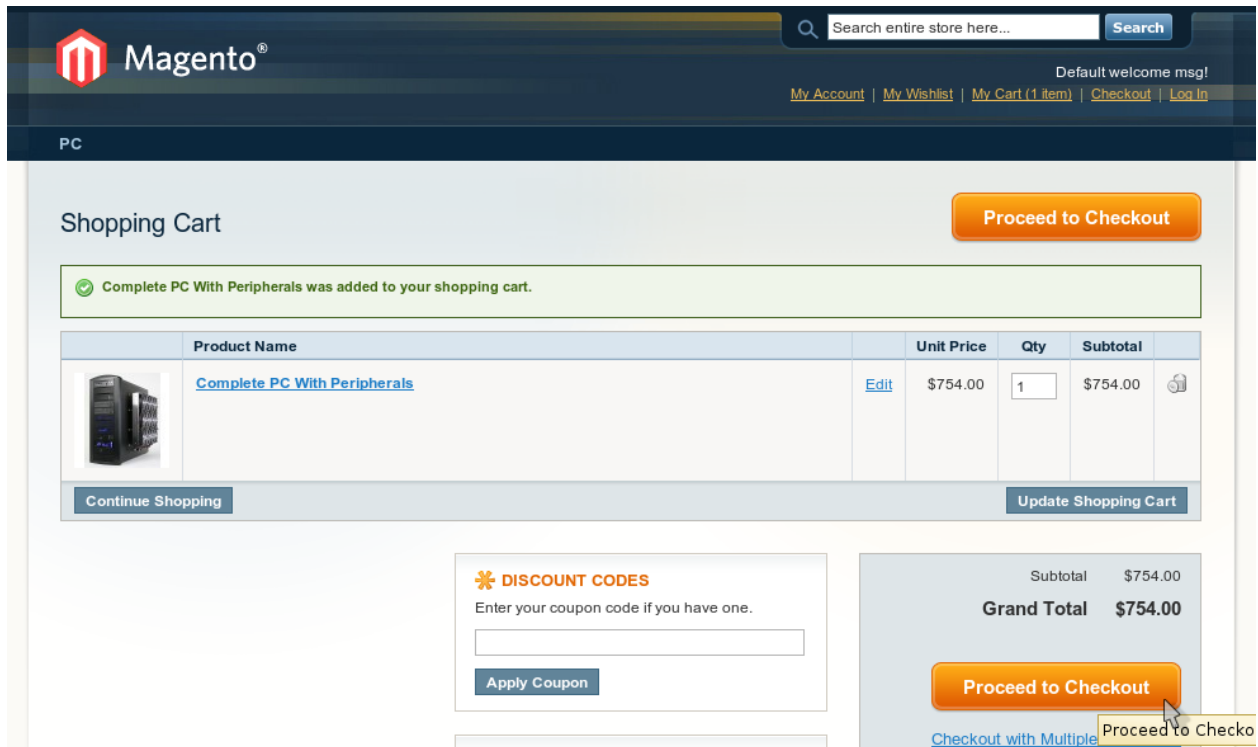 Magento®
Search entire store here...
Search
Default welcome msg!
My Account | My Wishlist | My Cart (1 item) | Checkout | Log In
PC
Shopping Cart
Proceed to Checkout
Complete PC With Peripherals was added to your shopping cart.
Product Name Unit Price Qty Subtotal
Complete PC With Peripherals Edit $754.00 1 $754.00
Continue Shopping Update Shopping Cart
DISCOUNT CODES
Enter your coupon code if you have one.
Apply Coupon
Subtotal $754.00
Grand Total $754.00
Proceed to Checkout
Checkout with Multiple
Proceed to Checko